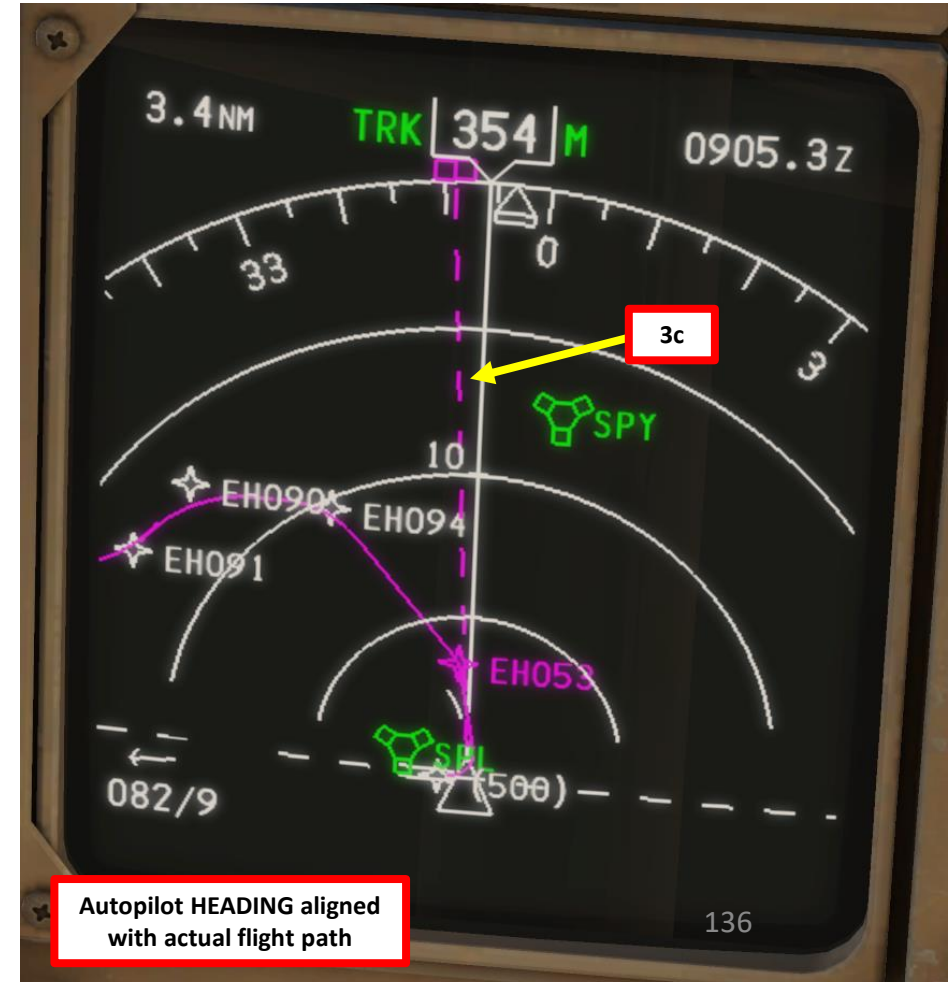 3.4NM
TRK 354 M
0905.3Z
33
0
3
3c
SPY
10
EH090
EH094
EH091
EH053
SPL
(500)
082/9
Autopilot HEADING aligned
with actual flight path
136